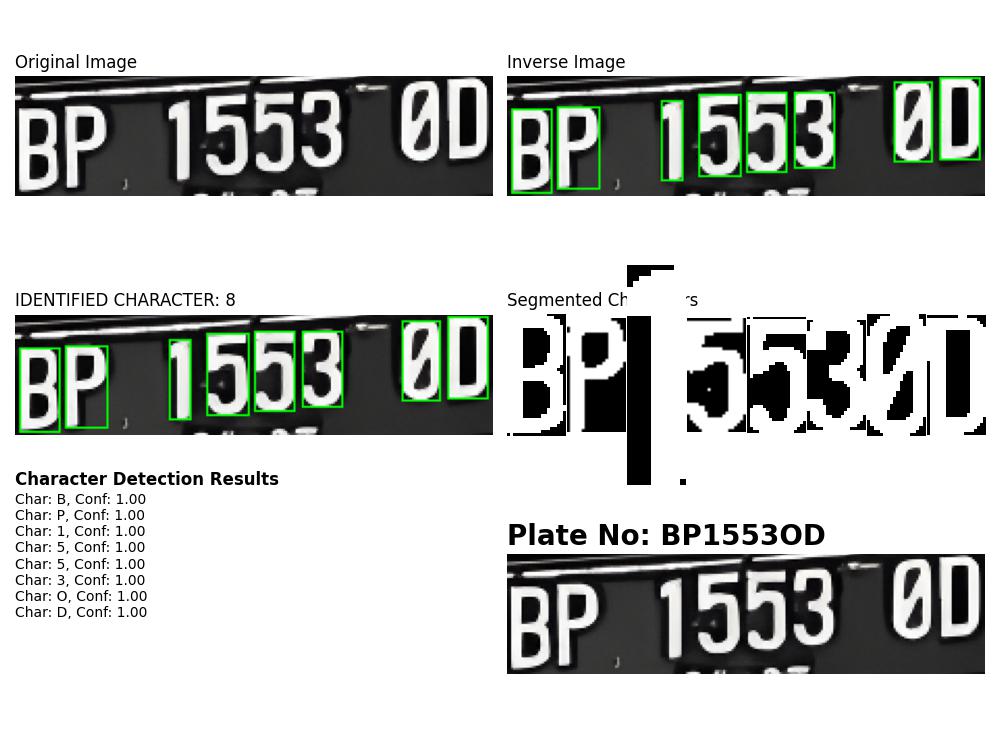 Original Image
BP 1553 0D
Inverse Image
BP 1553 0D
IDENTIFIED CHARACTER: 8
BP 1553 0D
Segmented Ch rs
BP 5530D
Character Detection Results
Char: B, Conf: 1.00
Char: P, Conf: 1.00
Char: 1, Conf: 1.00
Char: 5, Conf: 1.00
Char: 5, Conf: 1.00
Char: 3, Conf: 1.00
Char: O, Conf: 1.00
Char: D, Conf: 1.00
Plate No: BP1553OD
BP 1553 0D